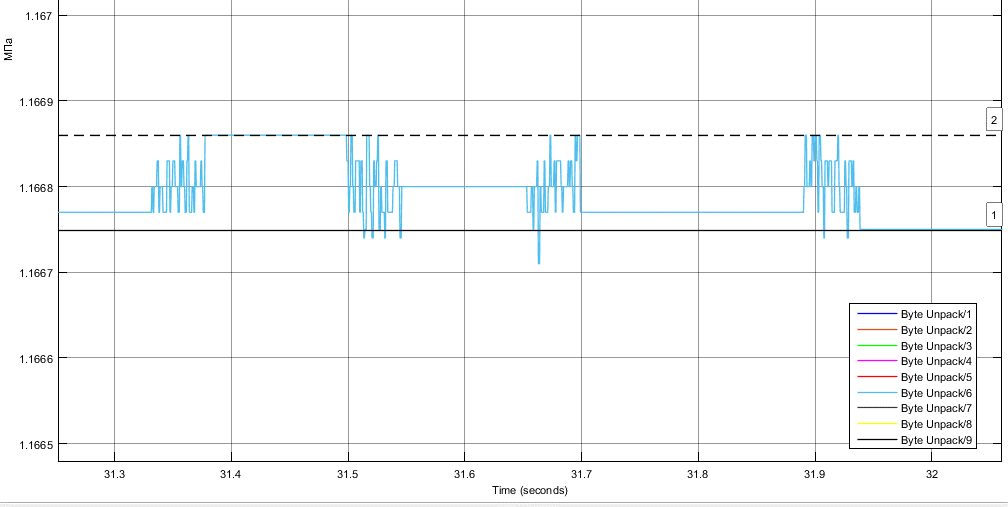 1.167
МПа
1.1669
2
1.1668
1
1.1667
Byte Unpack/1
Byte Unpack/2
Byte Unpack/3
Byte Unpack/4
Byte Unpack/5
Byte Unpack/6
Byte Unpack/7
Byte Unpack/8
Byte Unpack/9
1.1666
1.1665
31.3 31.4 31.5 31.6 31.7 31.8 31.9 32
Time (seconds)